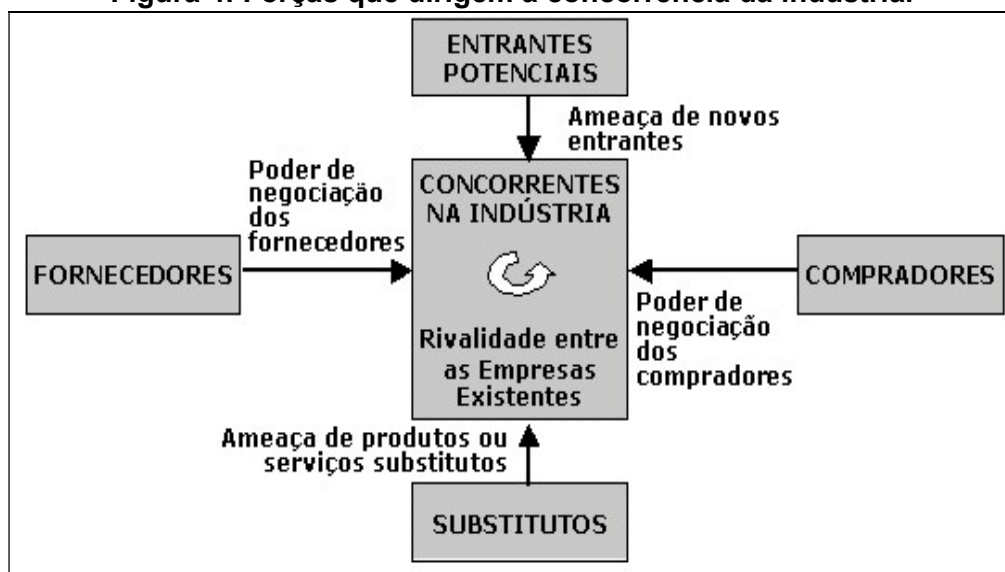 Figura 4: Forças que dirigem a concorrência da indústria.
ENTRANTES
POTENCIAIS
Ameaça de novos
entrantes
Poder de
negociação
dos
fornecedores
CONCORRENTES
NA INDÚSTRIA
FORNECEDORES
COMPRADORES
Rivalidade entre
as Empresas
Existentes
Poder de
negociação
dos
compradores
Ameaça de produtos ou
serviços substitutos
SUBSTITUTOS